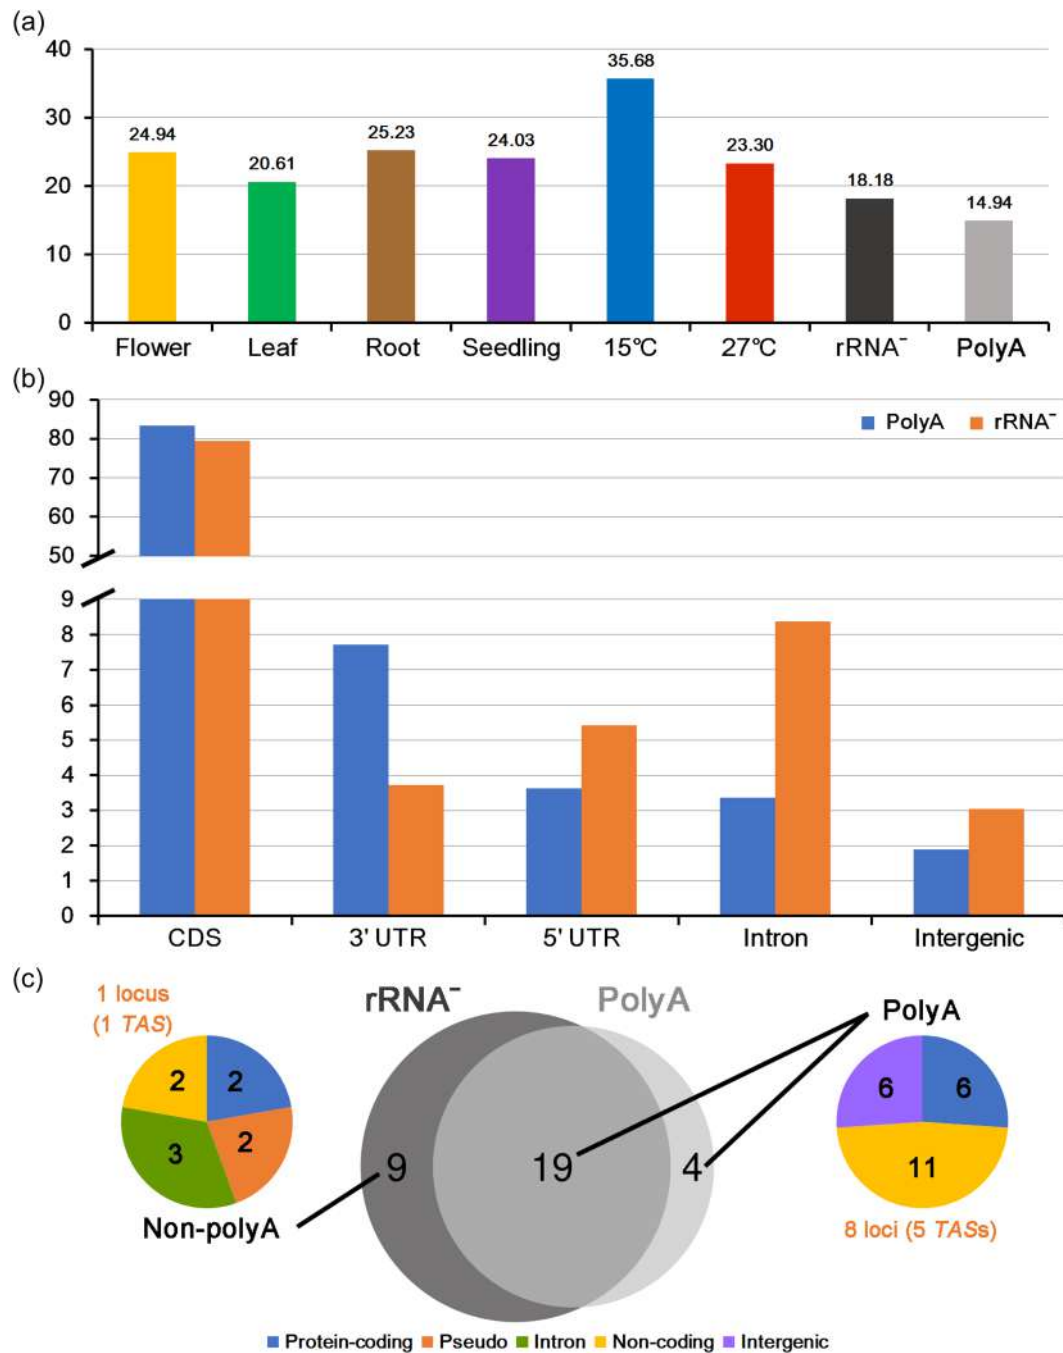 (a)
40
30
20
10
0
24.94
20.61
25.23
24.03
35.68
23.30
18.18
14.94
Flower Leaf Root Seedling 15℃ 27℃ rRNA⁻ PolyA
(b)
PolyA rRNA⁻
90
80
70
60
50
9
8
7
6
5
4
3
2
1
0
CDS 3' UTR 5' UTR Intron Intergenic
(c)
1 locus
(1 TAS)
2 2
3 2
Non-polyA
rRNA⁻ PolyA
9 19 4
PolyA
6 6
11
8 loci (5 TASs)
Protein-coding Pseudo Intron Non-coding Intergenic